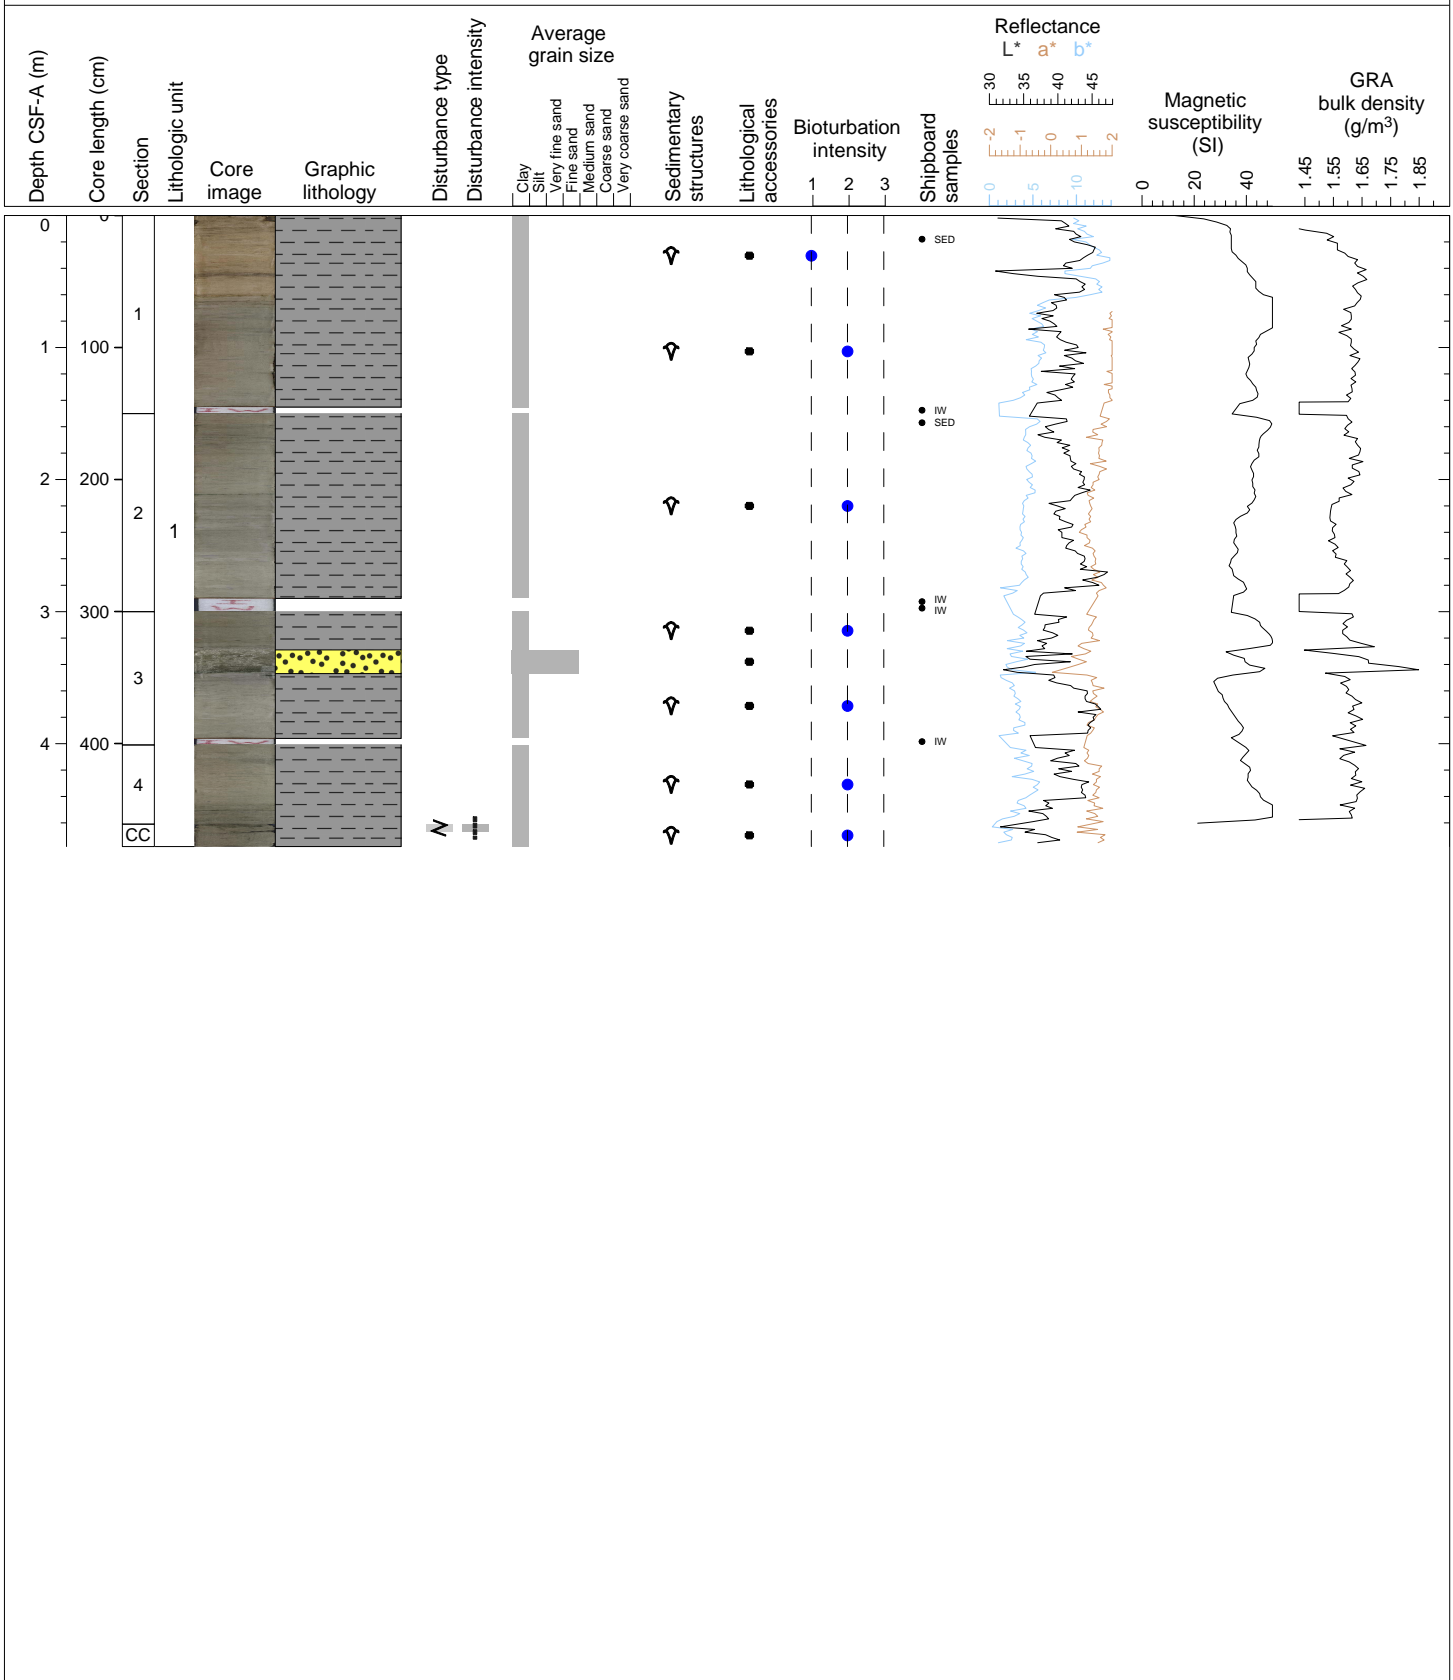 Depth CSF-A (m)
Core length (cm)
Section
Lithologic unit
Core
image
Graphic
lithology
Disturbance type
Disturbance intensity
Average
grain size
Clay
Silt
Very fine sand
Fine sand
Medium sand
Coarse sand
Very coarse sand
Sedimentary
structures
Lithological
accessories
Bioturbation
intensity
1 2 3
Shipboard
samples
Reflectance
L* a* b*
30 35 40 45
-2 -1 0 1 2
0 5 10
Magnetic
susceptibility
(SI)
0 20 40
GRA
bulk density
(g/m³)
1.45 1.55 1.65 1.75 1.85
0 0
SED
1
1 100
IW
SED
2 200
2
1
IW
3 300
IW
3
4 400
IW
4
CC